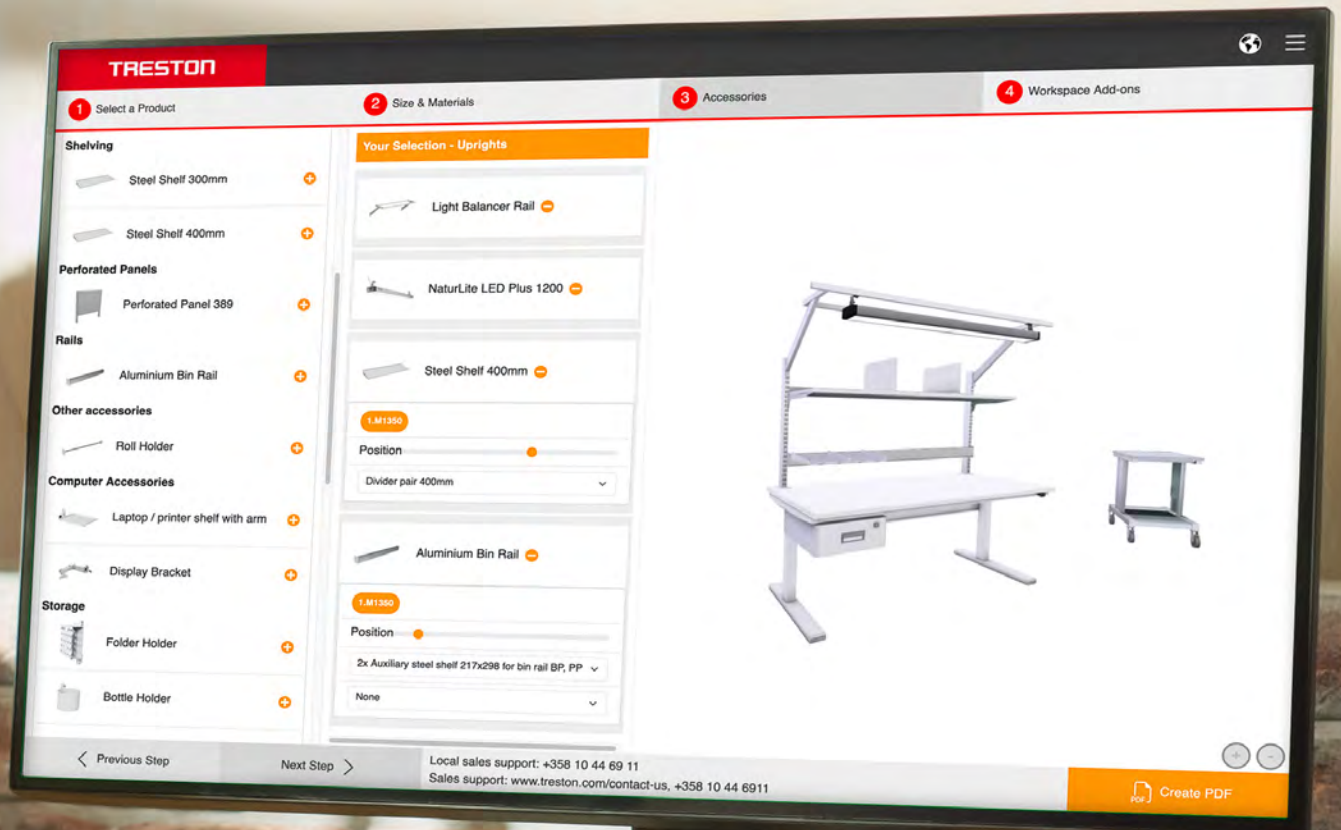 TRESTON
1 Select a Product
2 Size & Materials
3 Accessories
4 Workspace Add-ons
Shelving
Steel Shelf 300mm
Steel Shelf 400mm
Perforated Panels
Perforated Panel 389
Rails
Aluminium Bin Rail
Other accessories
Roll Holder
Computer Accessories
Laptop / printer shelf with arm
Display Bracket
Storage
Folder Holder
Bottle Holder
Your Selection - Uprights
Light Balancer Rail
NaturLite LED Plus 1200
Steel Shelf 400mm
1.M1350
Position
Divider pair 400mm
Aluminium Bin Rail
1.M1350
Position
2x Auxiliary steel shelf 217x298 for bin rail BP, PP
None
Previous Step
Next Step
Local sales support: +358 10 44 69 11
Sales support: www.treston.com/contact-us, +358 10 44 6911
PDF
Create PDF